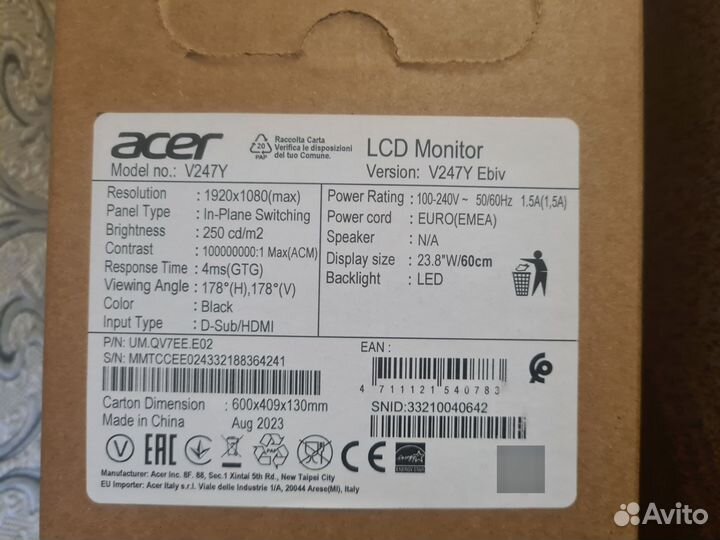 acer
20
PAP
Raccolta Carta
Verifica le disposizioni
del tuo Comune.
Model no.: V247Y
LCD Monitor
Version: V247Y Ebiv
Resolution : 1920x1080(max)
Panel Type : In-Plane Switching
Brightness : 250 cd/m2
Contrast : 100000000:1 Max(ACM)
Response Time : 4ms(GTG)
Viewing Angle : 178°(H),178°(V)
Color : Black
Input Type : D-Sub/HDMI
Power Rating : 100-240V ~ 50/60Hz 1.5A(1,5A)
Power cord : EURO(EMEA)
Speaker : N/A
Display size : 23.8"W/60cm
Backlight : LED
P/N: UM.QV7EE.E02
S/N: MMTCCEE024332188364241
EAN :
4 711121 540783
SNID:33210040642
Carton Dimension : 600x409x130mm
Made in China Aug 2023
V
EAC
PAP
CE
ENERGY STAR
Manufacturer: Acer Inc. 8F. 88, Sec.1 Xintai 5th Rd., New Taipei City
EU Importer: Acer Italy s.r.l. Viale delle Industrie 1/A, 20044 Arese(MI), Italy
Avito